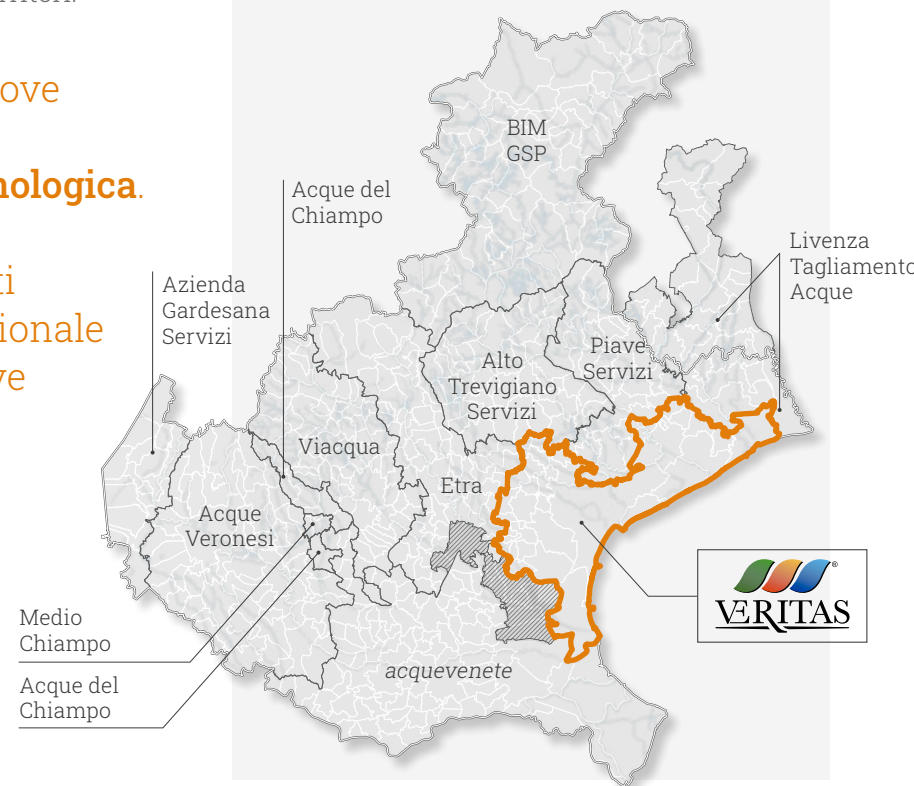 ove
nologica.
ti
ionale
ve
BIM
GSP
Acque del
Chiampo
Livenza
Tagliamento
Acque
Azienda
Gardesana
Servizi
Piave
Servizi
Alto
Trevigiano
Servizi
Viacqua
Etra
Acque
Veronesi
VERITAS
®
Medio
Chiampo
acquevenete
Acque del
Chiampo